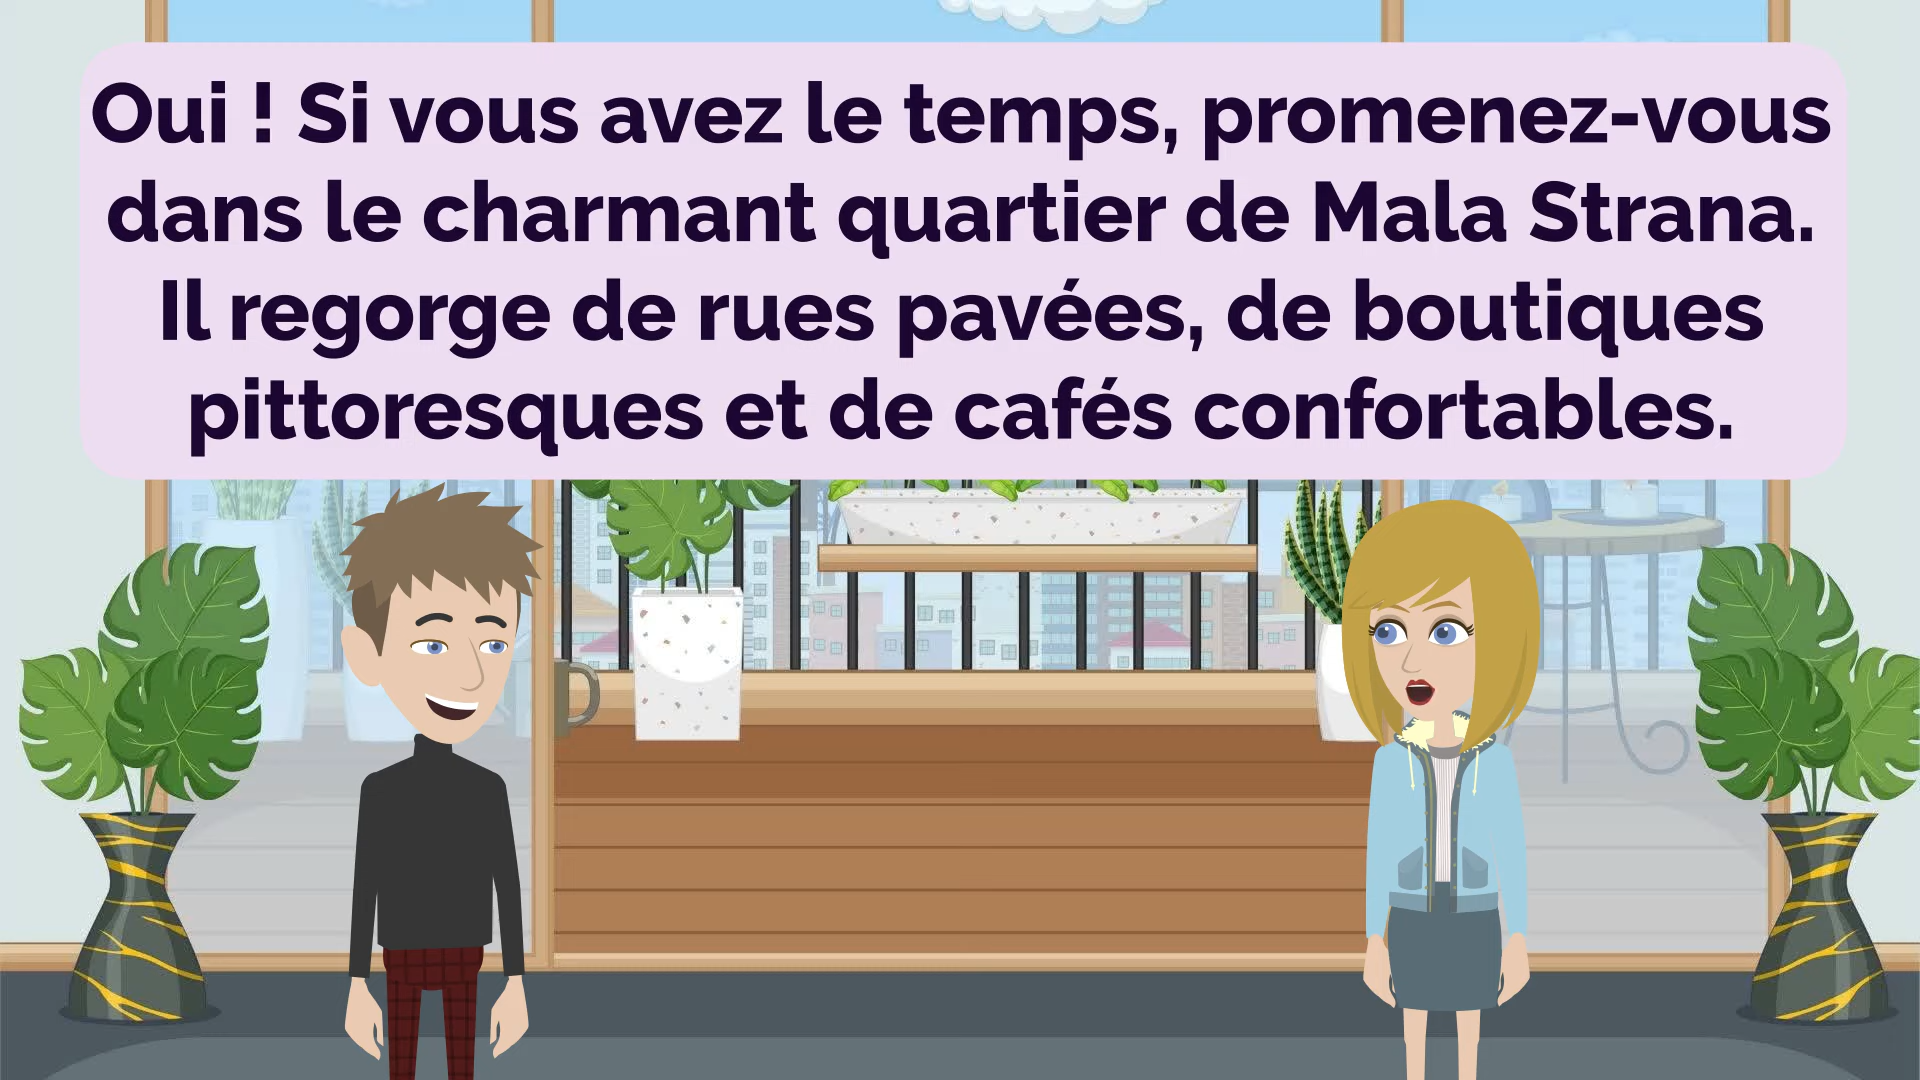 Oui ! Si vous avez le temps, promenez-vous
dans le charmant quartier de Mala Strana.
Il regorge de rues pavées, de boutiques
pittoresques et de cafés confortables.